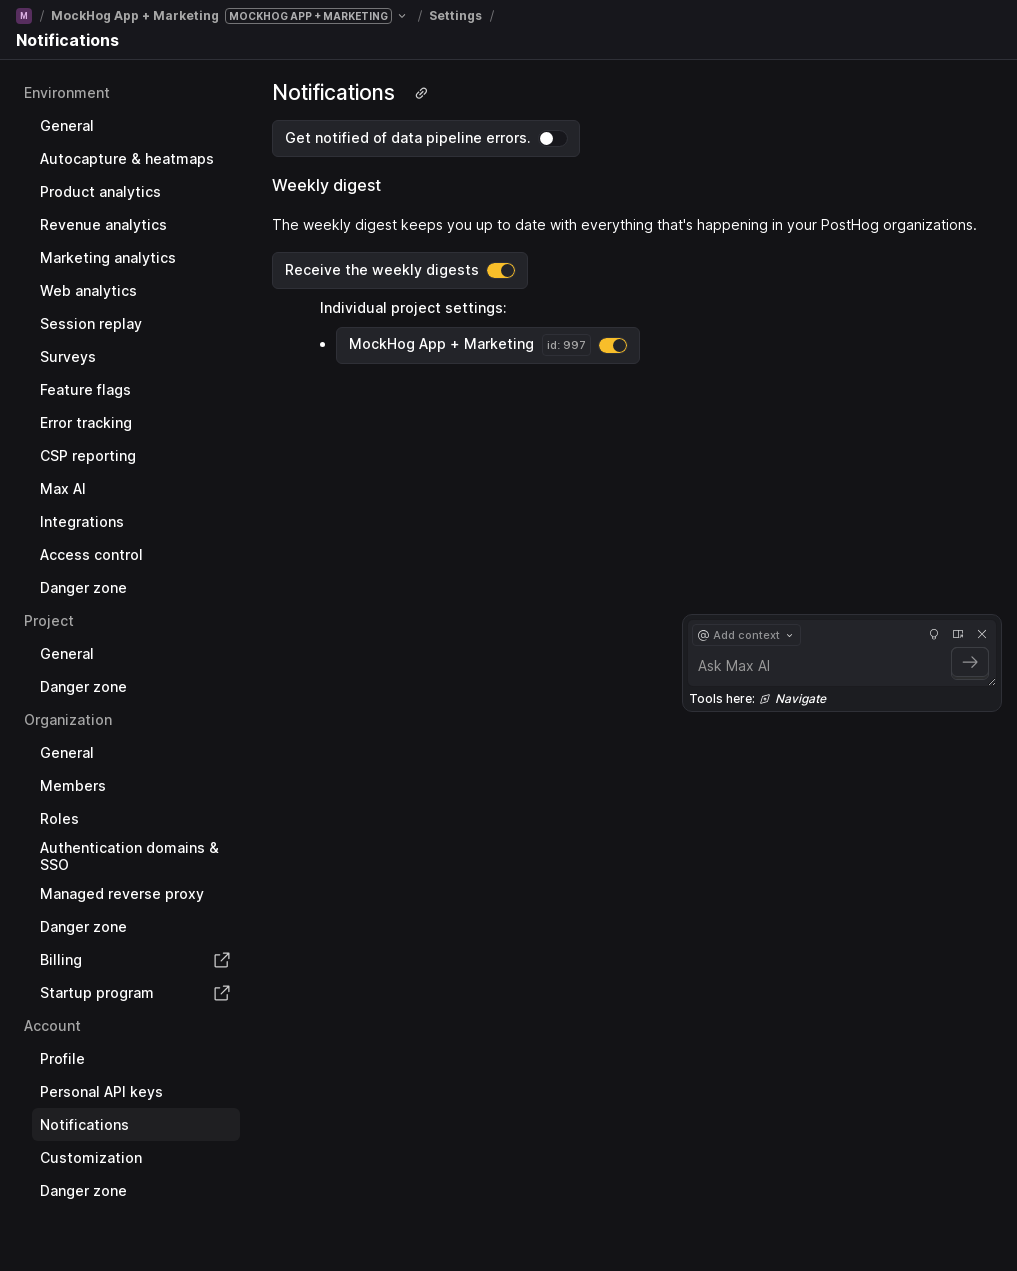 M / MockHog App + Marketing MOCKHOG APP + MARKETING / Settings /
Notifications
Environment
General
Autocapture & heatmaps
Product analytics
Revenue analytics
Marketing analytics
Web analytics
Session replay
Surveys
Feature flags
Error tracking
CSP reporting
Max AI
Integrations
Access control
Danger zone
Project
General
Danger zone
Organization
General
Members
Roles
Authentication domains &
SSO
Managed reverse proxy
Danger zone
Billing
Startup program
Account
Profile
Personal API keys
Notifications
Customization
Danger zone
Notifications
Get notified of data pipeline errors.
Weekly digest
The weekly digest keeps you up to date with everything that's happening in your PostHog organizations.
Receive the weekly digests
Individual project settings:
MockHog App + Marketing id: 997
@ Add context
Ask Max AI
Tools here: Navigate